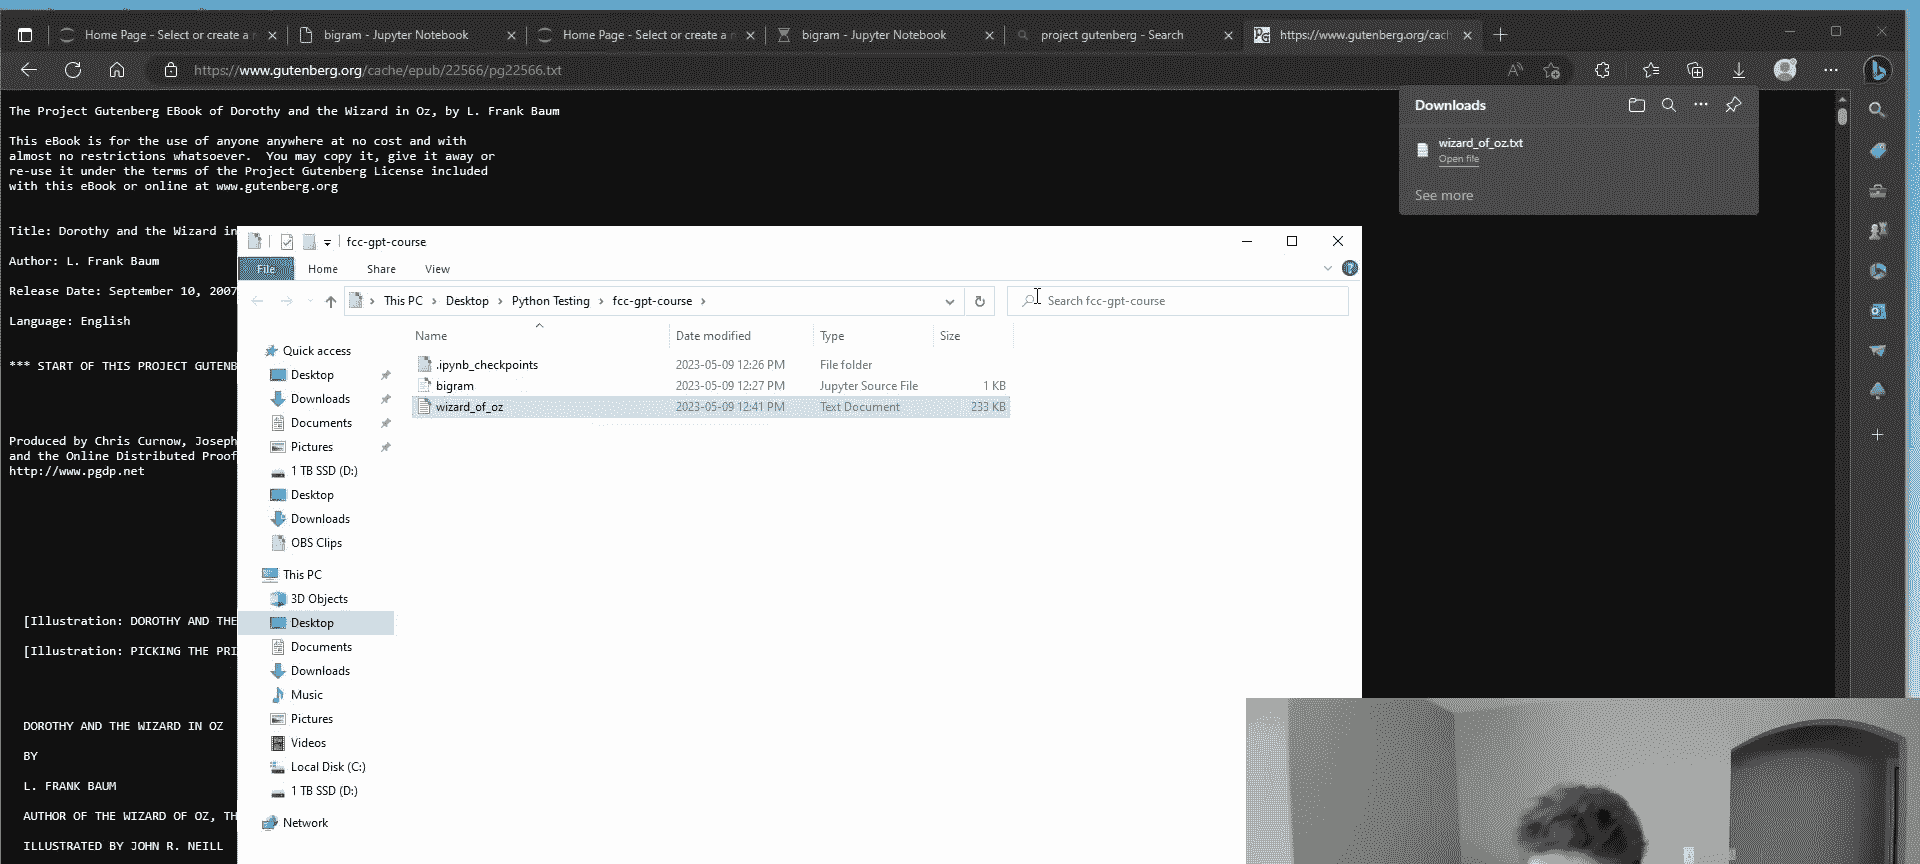 Home Page - Select or create a n
bigram - Jupyter Notebook
Home Page - Select or create a n
bigram - Jupyter Notebook
project gutenberg - Search
https://www.gutenberg.org/cach
https://www.gutenberg.org/cache/epub/22566/pg22566.txt
The Project Gutenberg EBook of Dorothy and the Wizard in Oz, by L. Frank Baum
This eBook is for the use of anyone anywhere at no cost and with
almost no restrictions whatsoever.  You may copy it, give it away or
re-use it under the terms of the Project Gutenberg License included
with this eBook or online at www.gutenberg.org
Title: Dorothy and the Wizard in
Author: L. Frank Baum
Release Date: September 10, 2007
Language: English
*** START OF THIS PROJECT GUTENB
Produced by Chris Curnow, Joseph
and the Online Distributed Proof
http://www.pgdp.net
[Illustration: DOROTHY AND THE
[Illustration: PICKING THE PRI
DOROTHY AND THE WIZARD IN OZ
BY
L. FRANK BAUM
AUTHOR OF THE WIZARD OF OZ, TH
ILLUSTRATED BY JOHN R. NEILL
Downloads
wizard_of_oz.txt
Open file
See more
fcc-gpt-course
File Home Share View
This PC > Desktop > Python Testing > fcc-gpt-course >
Search fcc-gpt-course
Name Date modified Type Size
.ipynb_checkpoints 2023-05-09 12:26 PM File folder
bigram 2023-05-09 12:27 PM Jupyter Source File 1 KB
wizard_of_oz 2023-05-09 12:41 PM Text Document 233 KB
Quick access
Desktop
Downloads
Documents
Pictures
1 TB SSD (D:)
Desktop
Downloads
OBS Clips
This PC
3D Objects
Desktop
Documents
Downloads
Music
Pictures
Videos
Local Disk (C:)
1 TB SSD (D:)
Network